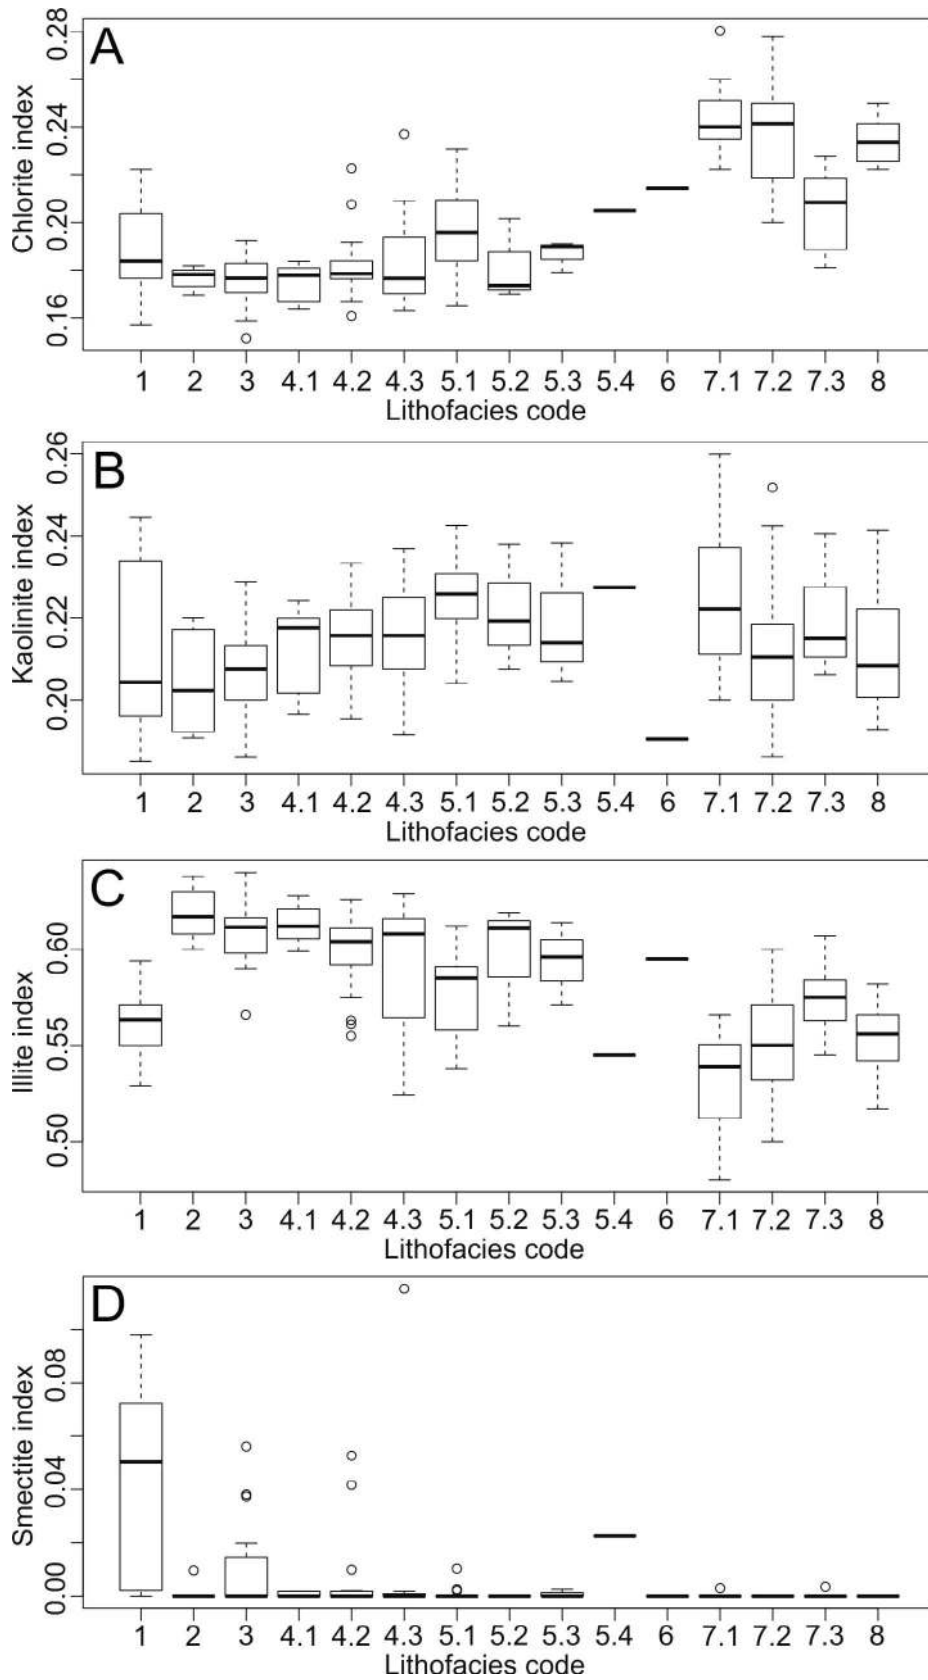 A
Chlorite index
0.28
0.24
0.20
0.16
1 2 3 4.1 4.2 4.3 5.1 5.2 5.3 5.4 6 7.1 7.2 7.3 8
Lithofacies code
B
Kaolinite index
0.26
0.24
0.22
0.20
1 2 3 4.1 4.2 4.3 5.1 5.2 5.3 5.4 6 7.1 7.2 7.3 8
Lithofacies code
C
Illite index
0.60
0.55
0.50
1 2 3 4.1 4.2 4.3 5.1 5.2 5.3 5.4 6 7.1 7.2 7.3 8
Lithofacies code
D
Smectite index
0.08
0.04
0.00
1 2 3 4.1 4.2 4.3 5.1 5.2 5.3 5.4 6 7.1 7.2 7.3 8
Lithofacies code